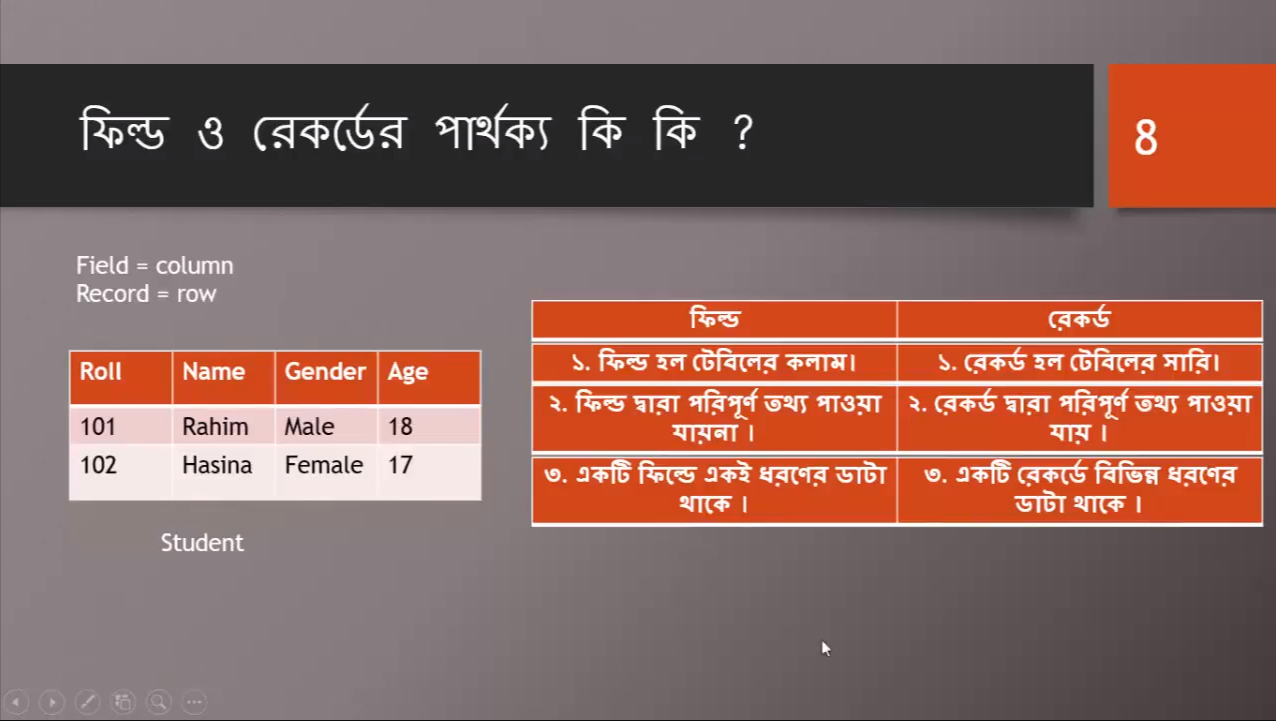 ফিল্ড ও রেকর্ডের পার্থক্য কি কি ?
8
Field = column
Record = row
Roll Name Gender Age
101 Rahim Male 18
102 Hasina Female 17
Student
ফিল্ড রেকর্ড
১. ফিল্ড হল টেবিলের কলাম। ১. রেকর্ড হল টেবিলের সারি।
২. ফিল্ড দ্বারা পরিপূর্ণ তথ্য পাওয়া ২. রেকর্ড দ্বারা পরিপূর্ণ তথ্য পাওয়া
যায়না । যায় ।
৩. একটি ফিল্ডে একই ধরণের ডাটা ৩. একটি রেকর্ডে বিভিন্ন ধরণের
থাকে । ডাটা থাকে ।